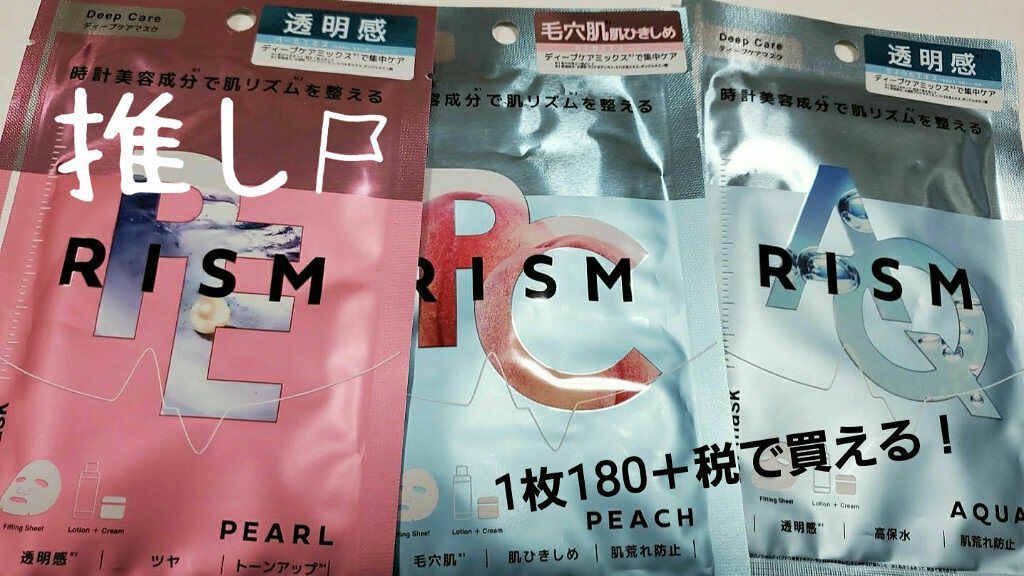 Deep Care
ディープケアマスク
透明感
ディープケアミックス※1で集中ケア
時計美容成分で肌リズムを整える
推し
PE
RISM
Fitting Sheet
Lotion + Cream
PEARL
透明感※3
ツヤ
トーンアップ※4
毛穴肌肌ひきしめ
ディープケアミックス※1で集中ケア
容成分で肌リズムを整える
PC
RISM
Lotion + Cream
PEACH
毛穴肌※3
肌ひきしめ
肌荒れ防止
Deep Care
ディープケアマスク
透明感
ディープケアミックス※1で集中ケア
時計美容成分で肌リズムを整える
AQ
RISM
1枚180+税で買える！
Fitting Sheet
Lotion + Cream
AQUA
透明感※3
高保水
肌荒れ防止